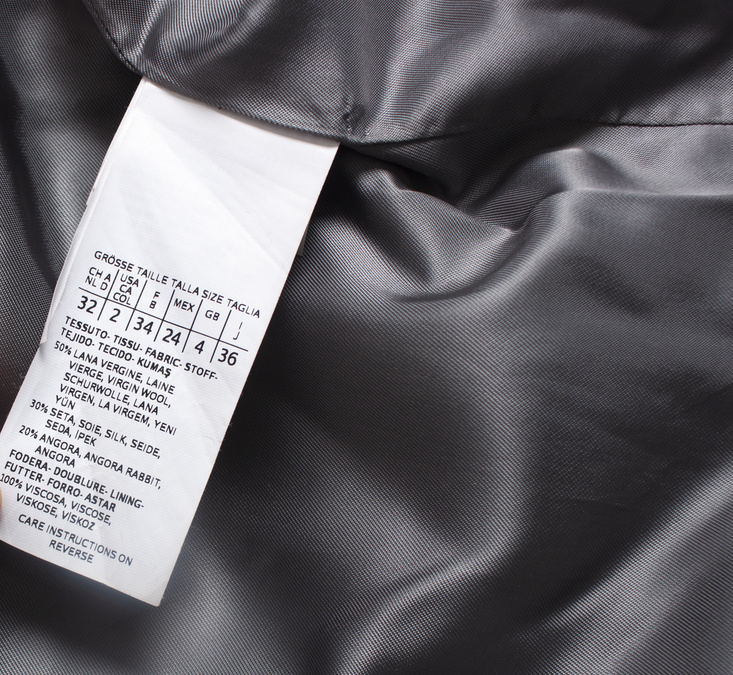 GRÖSSE TAILLE TALLA SIZE TAGLIA
CH A NL D | USA CA COL | F B | MEX | GB | I J
32 | 2 | 34 | 24 | 4 | 36
TESSUTO- TISSU- FABRIC- STOFF-
TEJIDO- TECIDO- KUMAŞ
50% LANA VERGINE, LAINE
VIERGE, VIRGIN WOOL,
SCHURWOLLE, LANA
VIRGEN, LA VIRGEM, YENI
YÜN
30% SETA, SOIE, SILK, SEIDE,
SEDA, İPEK
20% ANGORA, ANGORA RABBIT,
ANGORA
FODERA- DOUBLURE- LINING-
FUTTER- FORRO- ASTAR
100% VISCOSA, VISCOSE,
VISKOSE, VISKOZ
CARE INSTRUCTIONS ON
REVERSE